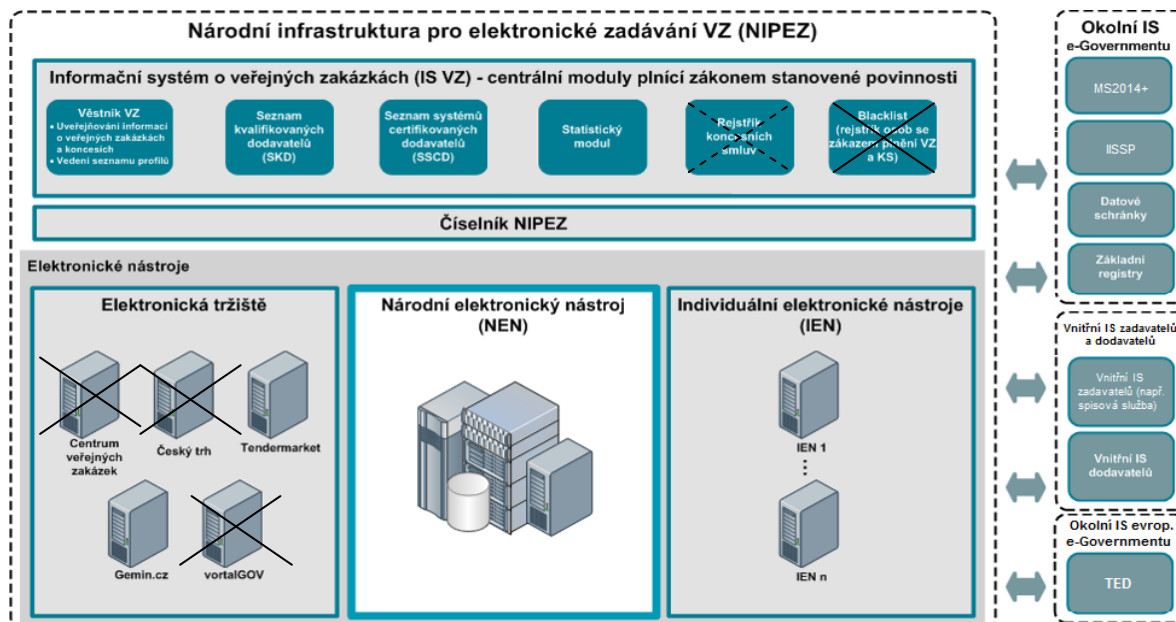 Národní infrastruktura pro elektronické zadávání VZ (NIPEZ)
Informační systém o veřejných zakázkách (IS VZ) - centrální moduly plnící zákonem stanovené povinnosti
Věstník VZ
• Uveřejňování informací
o veřejných zakázkách
a koncesích
• Vedení seznamu profilů
Seznam
kvalifikovaných
dodavatelů
(SKD)
Seznam systémů
certifikovaných
dodavatelů
(SSCD)
Statistický
modul
Rejstřík
koncesních
smluv
Blacklist
(rejstřík osob se
zákazem plnění VZ
a KS)
Číselník NIPEZ
Elektronické nástroje
Elektronická tržiště
Centrum
veřejných
zakázek
Český trh
Tendermarket
Gemin.cz
vortalGOV
Národní elektronický nástroj
(NEN)
Individuální elektronické nástroje
(IEN)
IEN 1
IEN n
Okolní IS
e-Governmentu
MS2014+
IISSP
Datové
schránky
Základní
registry
Vnitřní IS zadavatelů
a dodavatelů
Vnitřní IS
zadavatelů (např.
spisová služba)
Vnitřní IS
dodavatelů
Okolní IS evrop.
e-Governmentu
TED